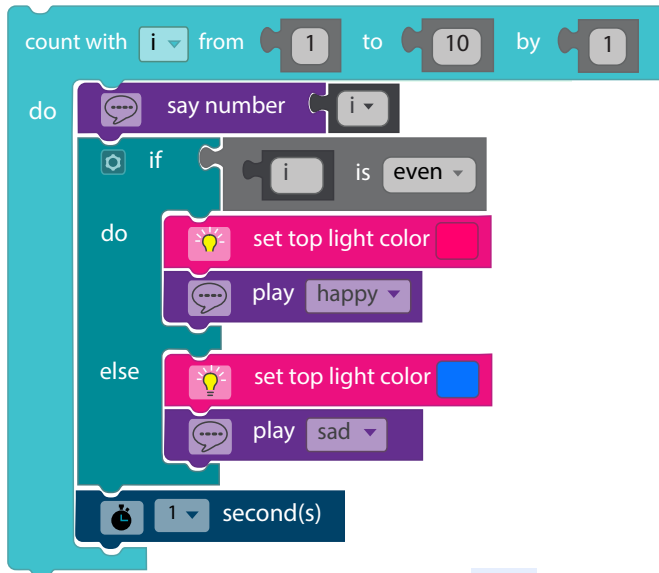 count with i from 1 to 10 by 1
do say number i
if i is even
do set top light color
play happy
else set top light color
play sad
1 second(s)